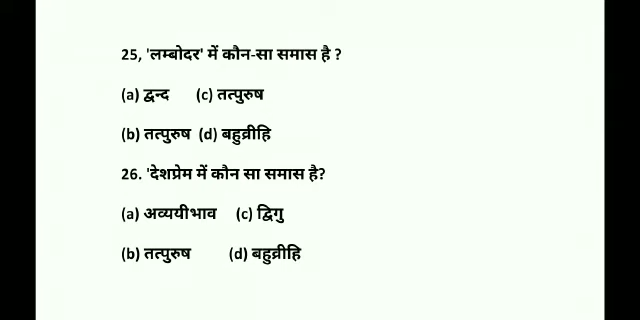 25, 'लम्बोदर' में कौन-सा समास है ?
(a) द्वन्द (c) तत्पुरुष
(b) तत्पुरुष (d) बहुव्रीहि
26. 'देशप्रेम में कौन सा समास है?
(a) अव्ययीभाव (c) द्विगु
(b) तत्पुरुष (d) बहुव्रीहि